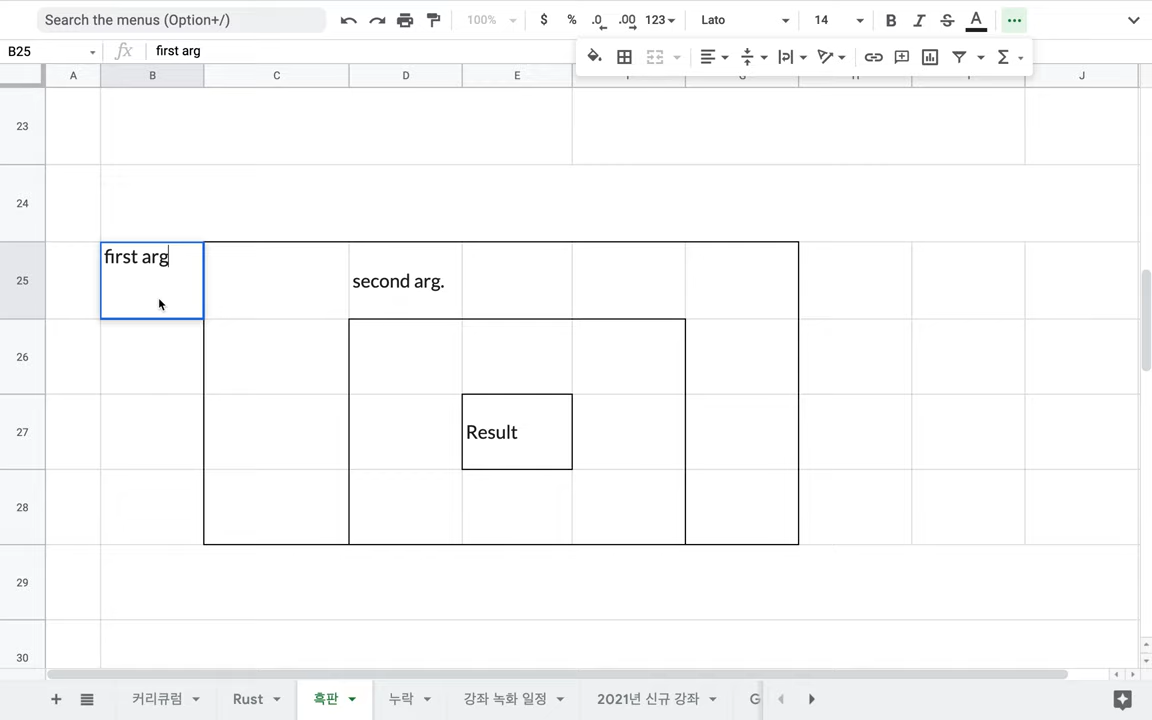 Search the menus (Option+/)
100%
$ % .0 .00 123
Lato
14
B I S A
B25
fx
first arg
A B C D E F G H I J
23
24
first arg
25
second arg.
26
27
Result
28
29
30
커리큘럼
Rust
흑판
누락
강좌 녹화 일정
2021년 신규 강좌
G